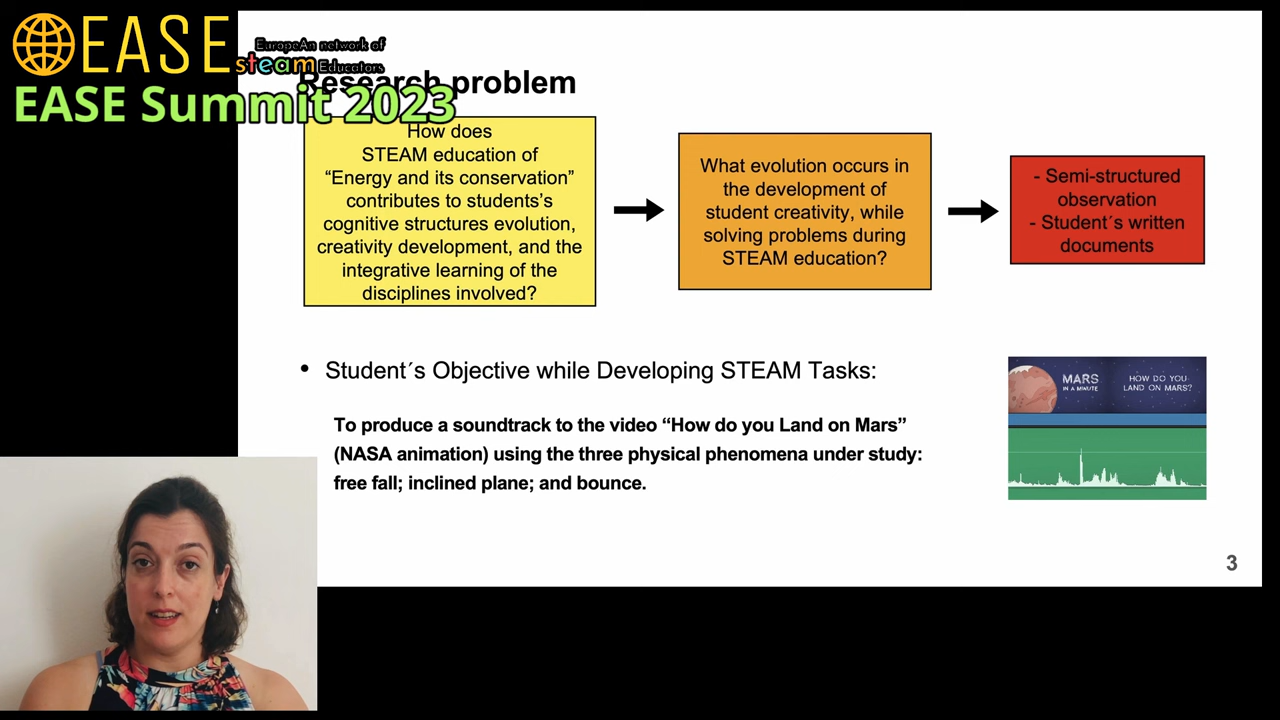 EASE
EuropeAn network of
steam Educators
EASE Summit 2023
Research problem
How does
STEAM education of
“Energy and its conservation”
contributes to students’s
cognitive structures evolution,
creativity development, and the
integrative learning of the
disciplines involved?
What evolution occurs in
the development of
student creativity, while
solving problems during
STEAM education?
- Semi-structured
observation
- Student´s written
documents
• Student´s Objective while Developing STEAM Tasks:
To produce a soundtrack to the video “How do you Land on Mars”
(NASA animation) using the three physical phenomena under study:
free fall; inclined plane; and bounce.
MARS
IN A MINUTE
HOW DO YOU
LAND ON MARS?
3